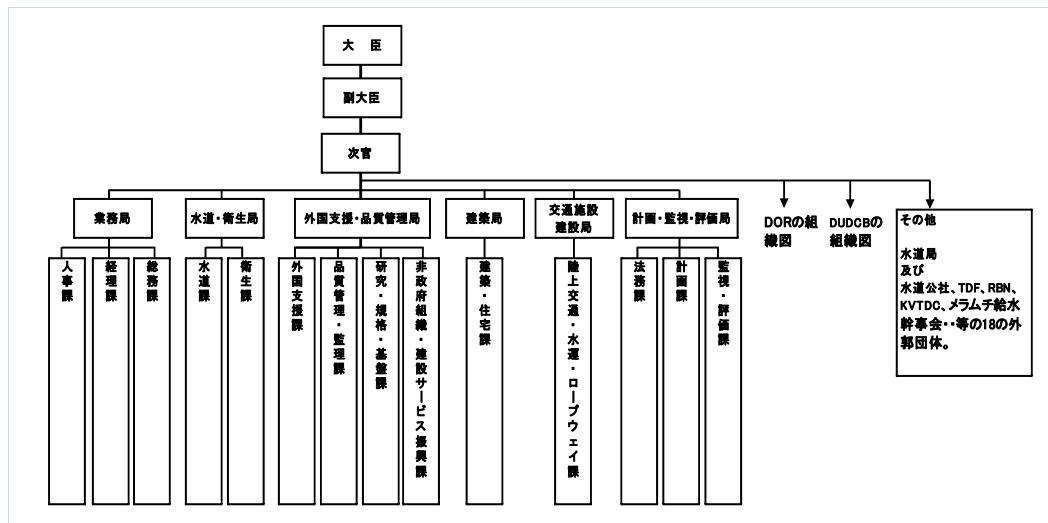 大　臣
副大臣
次官
業務局
水道・衛生局
外国支援・品質管理局
建築局
交通施設
建設局
計画・監視・評価局
DORの組
織図
DUDCBの
組織図
その他
水道局
及び
水道公社、TDF、RBN、
KVTDC、メラムチ給水
幹事会・・等の18の外
郭団体。
人事課
経理課
総務課
水道課
衛生課
外国支援課
品質管理・監理課
研究・規格・基盤課
非政府組織・建設サービス振興課
建築・住宅課
陸上交通・水運・ロープウェイ課
法務課
計画課
監視・評価課